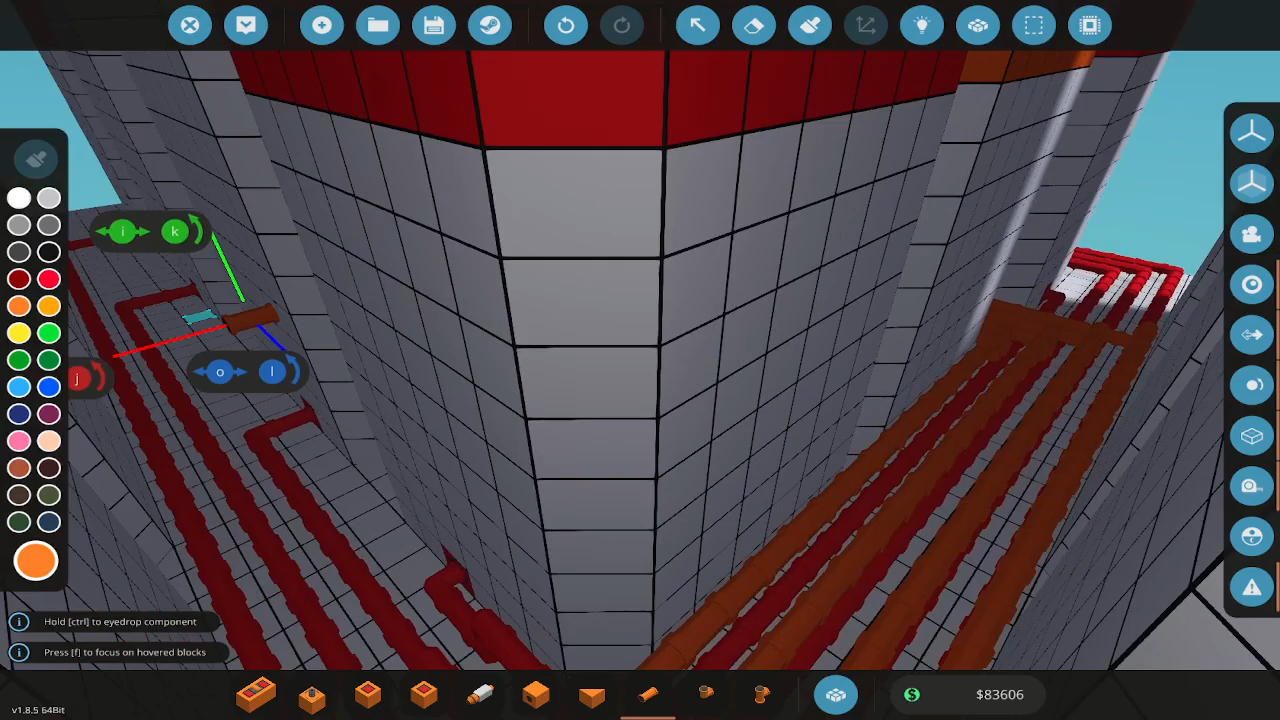 i k
j
o l
Hold [ctrl] to eyedrop component
Press [f] to focus on hovered blocks
$ $83606
v1.8.5 64Bit